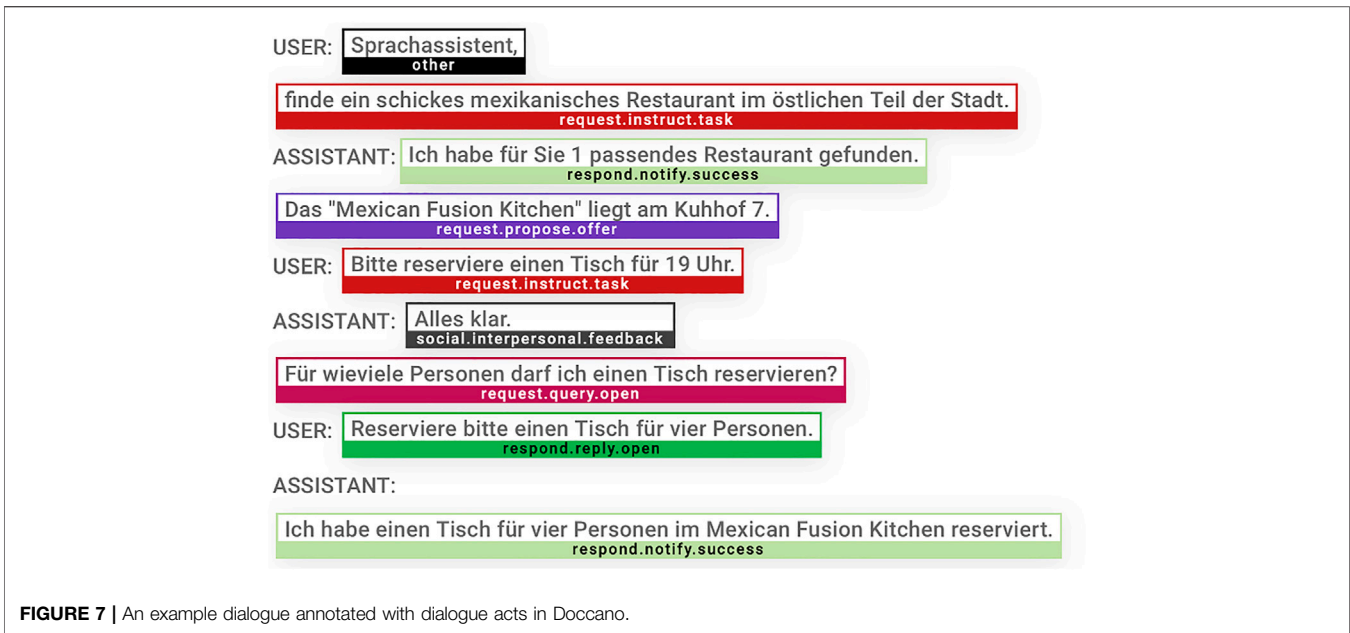 USER: Sprachassistent,
other
finde ein schickes mexikanisches Restaurant im östlichen Teil der Stadt.
request.instruct.task
ASSISTANT: Ich habe für Sie 1 passendes Restaurant gefunden.
respond.notify.success
Das "Mexican Fusion Kitchen" liegt am Kuhhof 7.
request.propose.offer
USER: Bitte reserviere einen Tisch für 19 Uhr.
request.instruct.task
ASSISTANT: Alles klar.
social.interpersonal.feedback
Für wieviele Personen darf ich einen Tisch reservieren?
request.query.open
USER: Reserviere bitte einen Tisch für vier Personen.
respond.reply.open
ASSISTANT:
Ich habe einen Tisch für vier Personen im Mexican Fusion Kitchen reserviert.
respond.notify.success
FIGURE 7 | An example dialogue annotated with dialogue acts in Doccano.